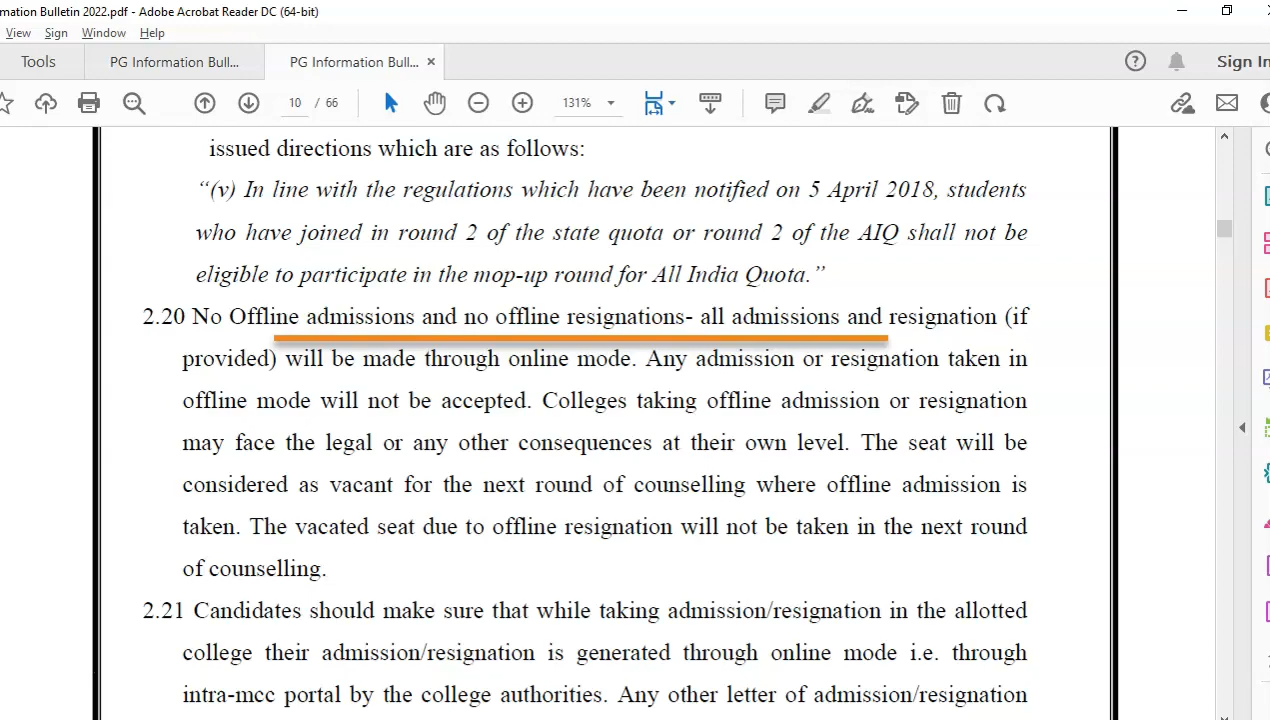 mation Bulletin 2022.pdf - Adobe Acrobat Reader DC (64-bit)
View Sign Window Help
Tools PG Information Bull... PG Information Bull... × Sign In
10 / 66 131%
issued directions which are as follows:
“(v) In line with the regulations which have been notified on 5 April 2018, students
who have joined in round 2 of the state quota or round 2 of the AIQ shall not be
eligible to participate in the mop-up round for All India Quota.”
2.20 No Offline admissions and no offline resignations- all admissions and resignation (if
provided) will be made through online mode. Any admission or resignation taken in
offline mode will not be accepted. Colleges taking offline admission or resignation
may face the legal or any other consequences at their own level. The seat will be
considered as vacant for the next round of counselling where offline admission is
taken. The vacated seat due to offline resignation will not be taken in the next round
of counselling.
2.21 Candidates should make sure that while taking admission/resignation in the allotted
college their admission/resignation is generated through online mode i.e. through
intra-mcc portal by the college authorities. Any other letter of admission/resignation